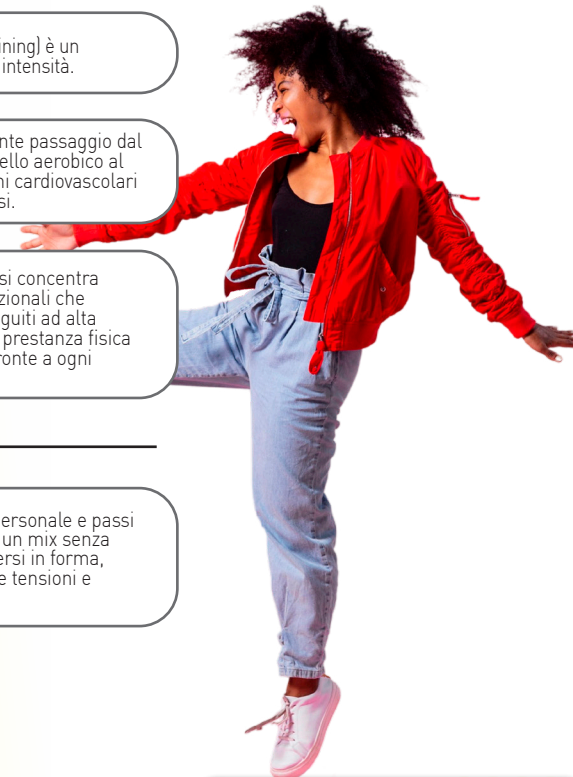 ining) è un
intensità.
nte passaggio dal
ello aerobico al
ni cardiovascolari
si.
si concentra
zionali che
guiti ad alta
prestanza fisica
ronte a ogni
ersonale e passi
un mix senza
ersi in forma,
e tensioni e